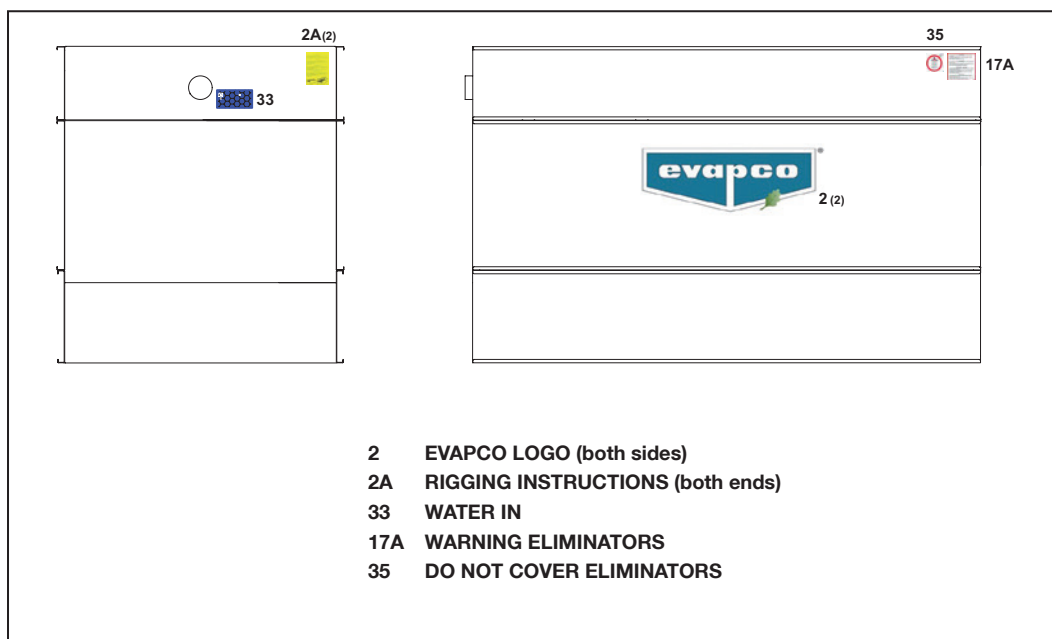 2A(2)
35
33
17A
evapco®
2 (2)
2 EVAPCO LOGO (both sides)
2A RIGGING INSTRUCTIONS (both ends)
33 WATER IN
17A WARNING ELIMINATORS
35 DO NOT COVER ELIMINATORS